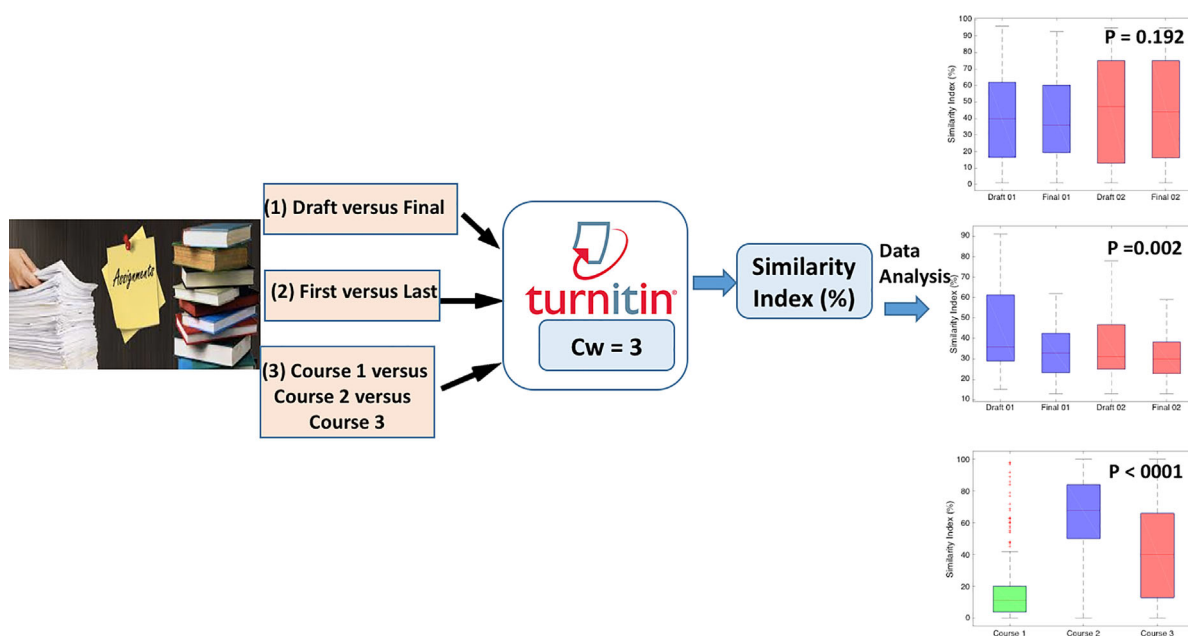 Assignments
(1) Draft versus Final
(2) First versus Last
(3) Course 1 versus
Course 2 versus
Course 3
turnitin®
Cw = 3
Similarity
Index (%)
Data
Analysis
P = 0.192
Similarity Index (%)
100
90
80
70
60
50
40
30
20
10
0
Draft 01 Final 01 Draft 02 Final 02
P =0.002
Similarity Index (%)
90
80
70
60
50
40
30
20
10
Draft 01 Final 01 Draft 02 Final 02
P < 0001
Similarity Index (%)
100
80
60
40
20
0
Course 1 Course 2 Course 3